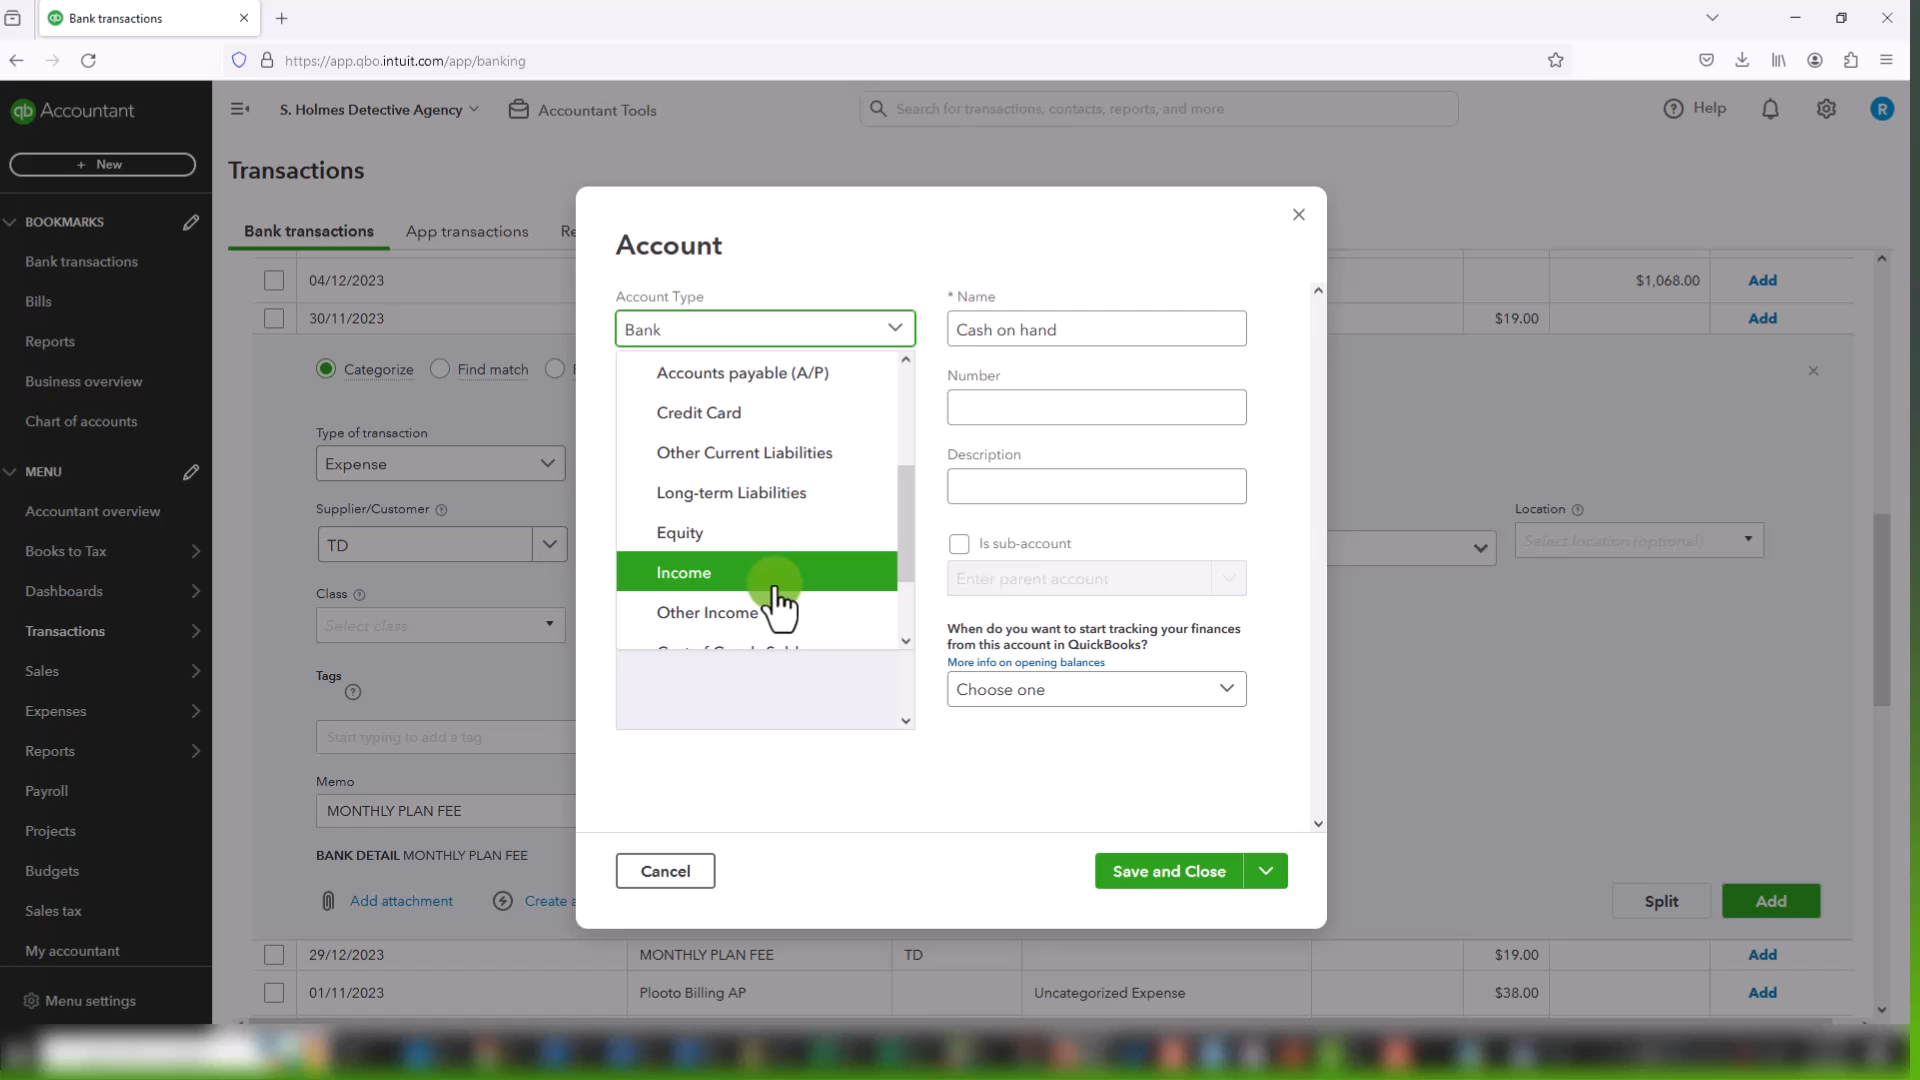 Bank transactions
https://app.qbo.intuit.com/app/banking
qb Accountant
S. Holmes Detective Agency
Accountant Tools
Search for transactions, contacts, reports, and more
Help
R
+ New
Transactions
BOOKMARKS
Bank transactions
Bills
Reports
Business overview
Chart of accounts
MENU
Accountant overview
Books to Tax
Dashboards
Transactions
Sales
Expenses
Reports
Payroll
Projects
Budgets
Sales tax
My accountant
Menu settings
Bank transactions
App transactions
Re
04/12/2023
$1,068.00
Add
30/11/2023
$19.00
Add
Categorize
Find match
Type of transaction
Expense
Supplier/Customer
TD
Class
Select class
Tags
Start typing to add a tag
Memo
MONTHLY PLAN FEE
BANK DETAIL MONTHLY PLAN FEE
Add attachment
Create a
Location
Select location (optional)
Split
Add
29/12/2023
MONTHLY PLAN FEE
TD
$19.00
Add
01/11/2023
Plooto Billing AP
Uncategorized Expense
$38.00
Add
Account
Account Type
Bank
Accounts payable (A/P)
Credit Card
Other Current Liabilities
Long-term Liabilities
Equity
Income
Other Income
* Name
Cash on hand
Number
Description
Is sub-account
Enter parent account
When do you want to start tracking your finances
from this account in QuickBooks?
More info on opening balances
Choose one
Cancel
Save and Close